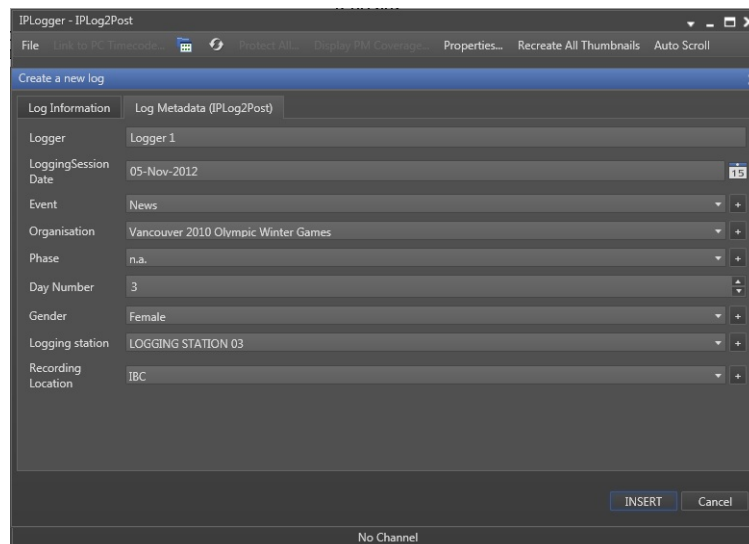 IPLogger - IPLog2Post
File Link to PC Timecode... Protect All... Display PM Coverage... Properties... Recreate All Thumbnails Auto Scroll
Create a new log
Log Information Log Metadata (IPLog2Post)
Logger Logger 1
LoggingSession
Date 05-Nov-2012 15
Event News
Organisation Vancouver 2010 Olympic Winter Games
Phase n.a.
Day Number 3
Gender Female
Logging station LOGGING STATION 03
Recording
Location IBC
INSERT Cancel
No Channel